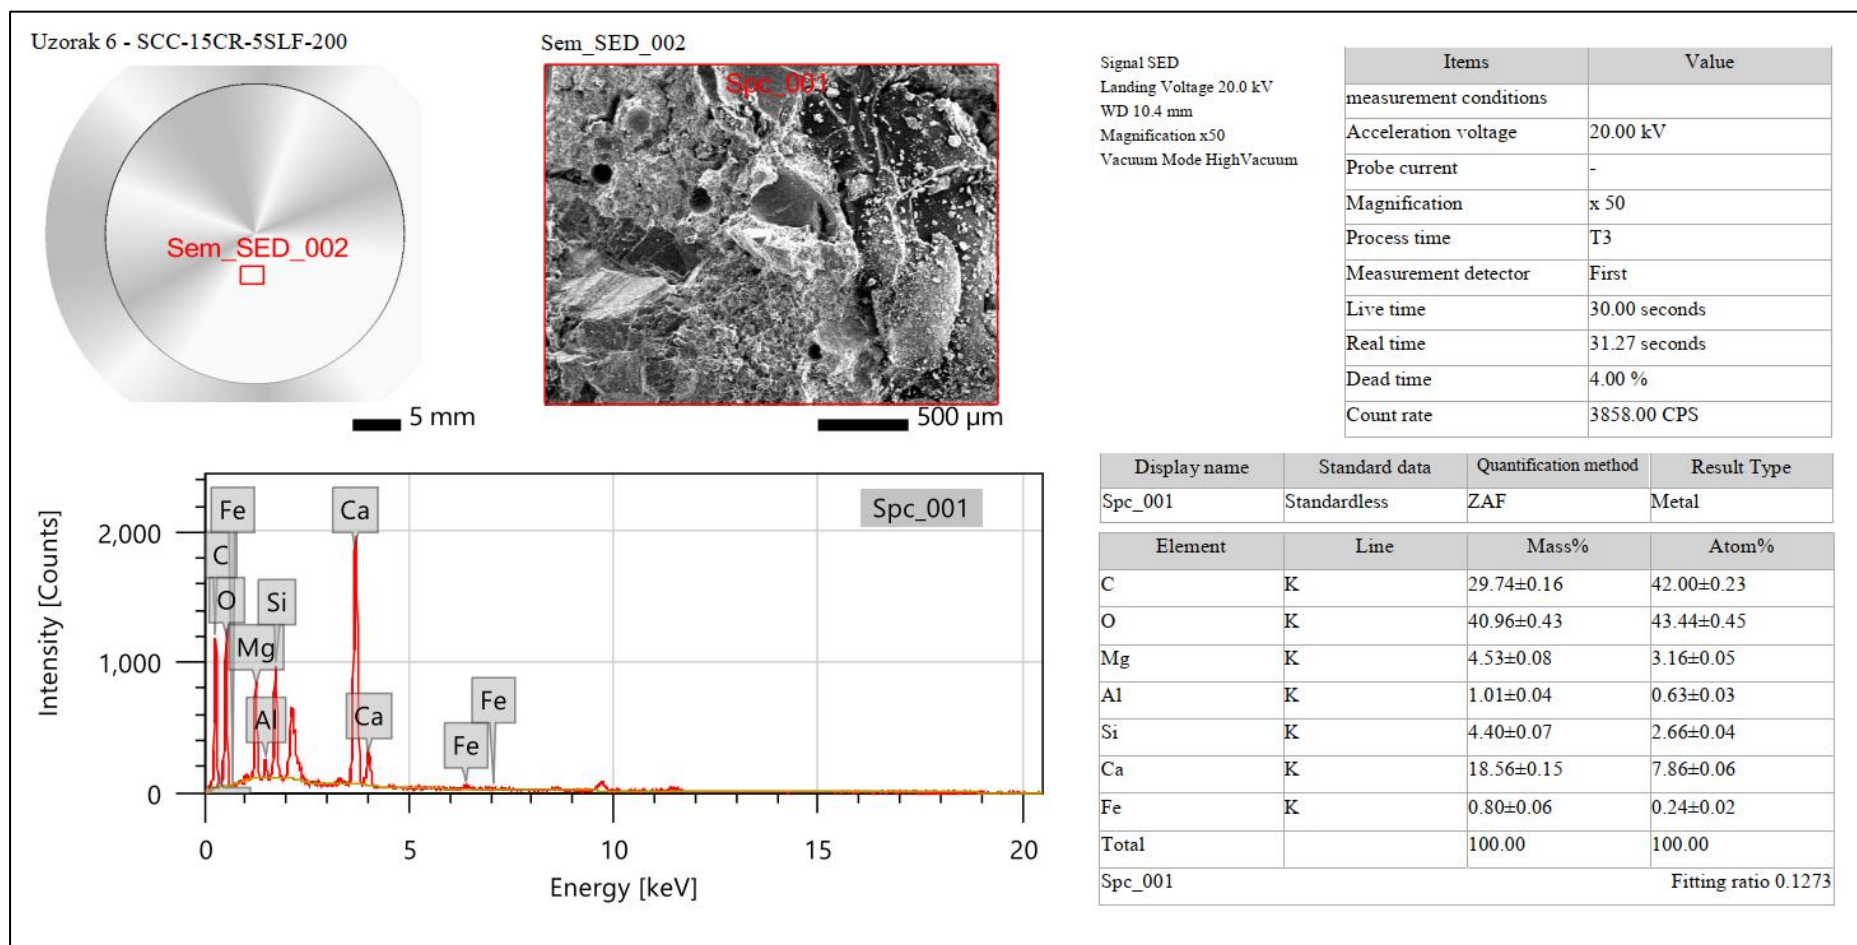 Uzorak 6 - SCC-15CR-5SLF-200
Sem_SED_002
5 mm
Sem_SED_002
Spc_001
500 µm
Signal SED
Landing Voltage 20.0 kV
WD 10.4 mm
Magnification x50
Vacuum Mode HighVacuum
Items Value
measurement conditions
Acceleration voltage 20.00 kV
Probe current -
Magnification x 50
Process time T3
Measurement detector First
Live time 30.00 seconds
Real time 31.27 seconds
Dead time 4.00 %
Count rate 3858.00 CPS
Intensity [Counts]
2,000
1,000
0
Fe
C
O
Mg
Al
Si
Ca
Ca
Fe
Fe
Spc_001
0 5 10 15 20
Energy [keV]
Display name Standard data Quantification method Result Type
Spc_001 Standardless ZAF Metal
Element Line Mass% Atom%
C K 29.74±0.16 42.00±0.23
O K 40.96±0.43 43.44±0.45
Mg K 4.53±0.08 3.16±0.05
Al K 1.01±0.04 0.63±0.03
Si K 4.40±0.07 2.66±0.04
Ca K 18.56±0.15 7.86±0.06
Fe K 0.80±0.06 0.24±0.02
Total 100.00 100.00
Spc_001 Fitting ratio 0.1273